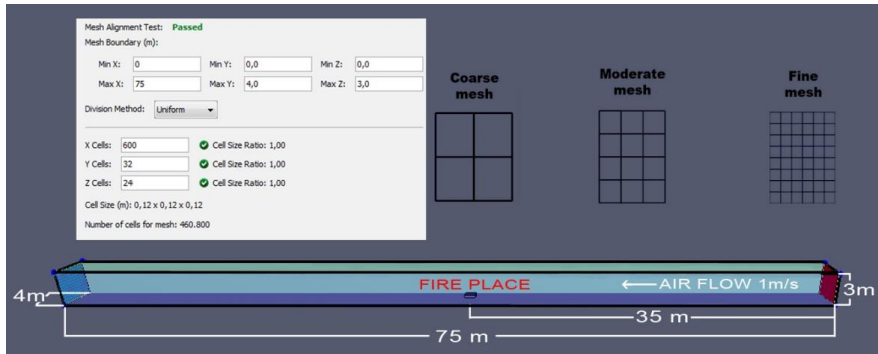 Mesh Alignment Test: Passed
Mesh Boundary (m):
Min X: 0 Min Y: 0,0 Min Z: 0,0
Max X: 75 Max Y: 4,0 Max Z: 3,0
Division Method: Uniform
X Cells: 600 Cell Size Ratio: 1,00
Y Cells: 32 Cell Size Ratio: 1,00
Z Cells: 24 Cell Size Ratio: 1,00
Cell Size (m): 0,12 x 0,12 x 0,12
Number of cells for mesh: 460.800
Coarse
mesh
Moderate
mesh
Fine
mesh
FIRE PLACE
←AIR FLOW 1m/s
4m
3m
35 m
75 m